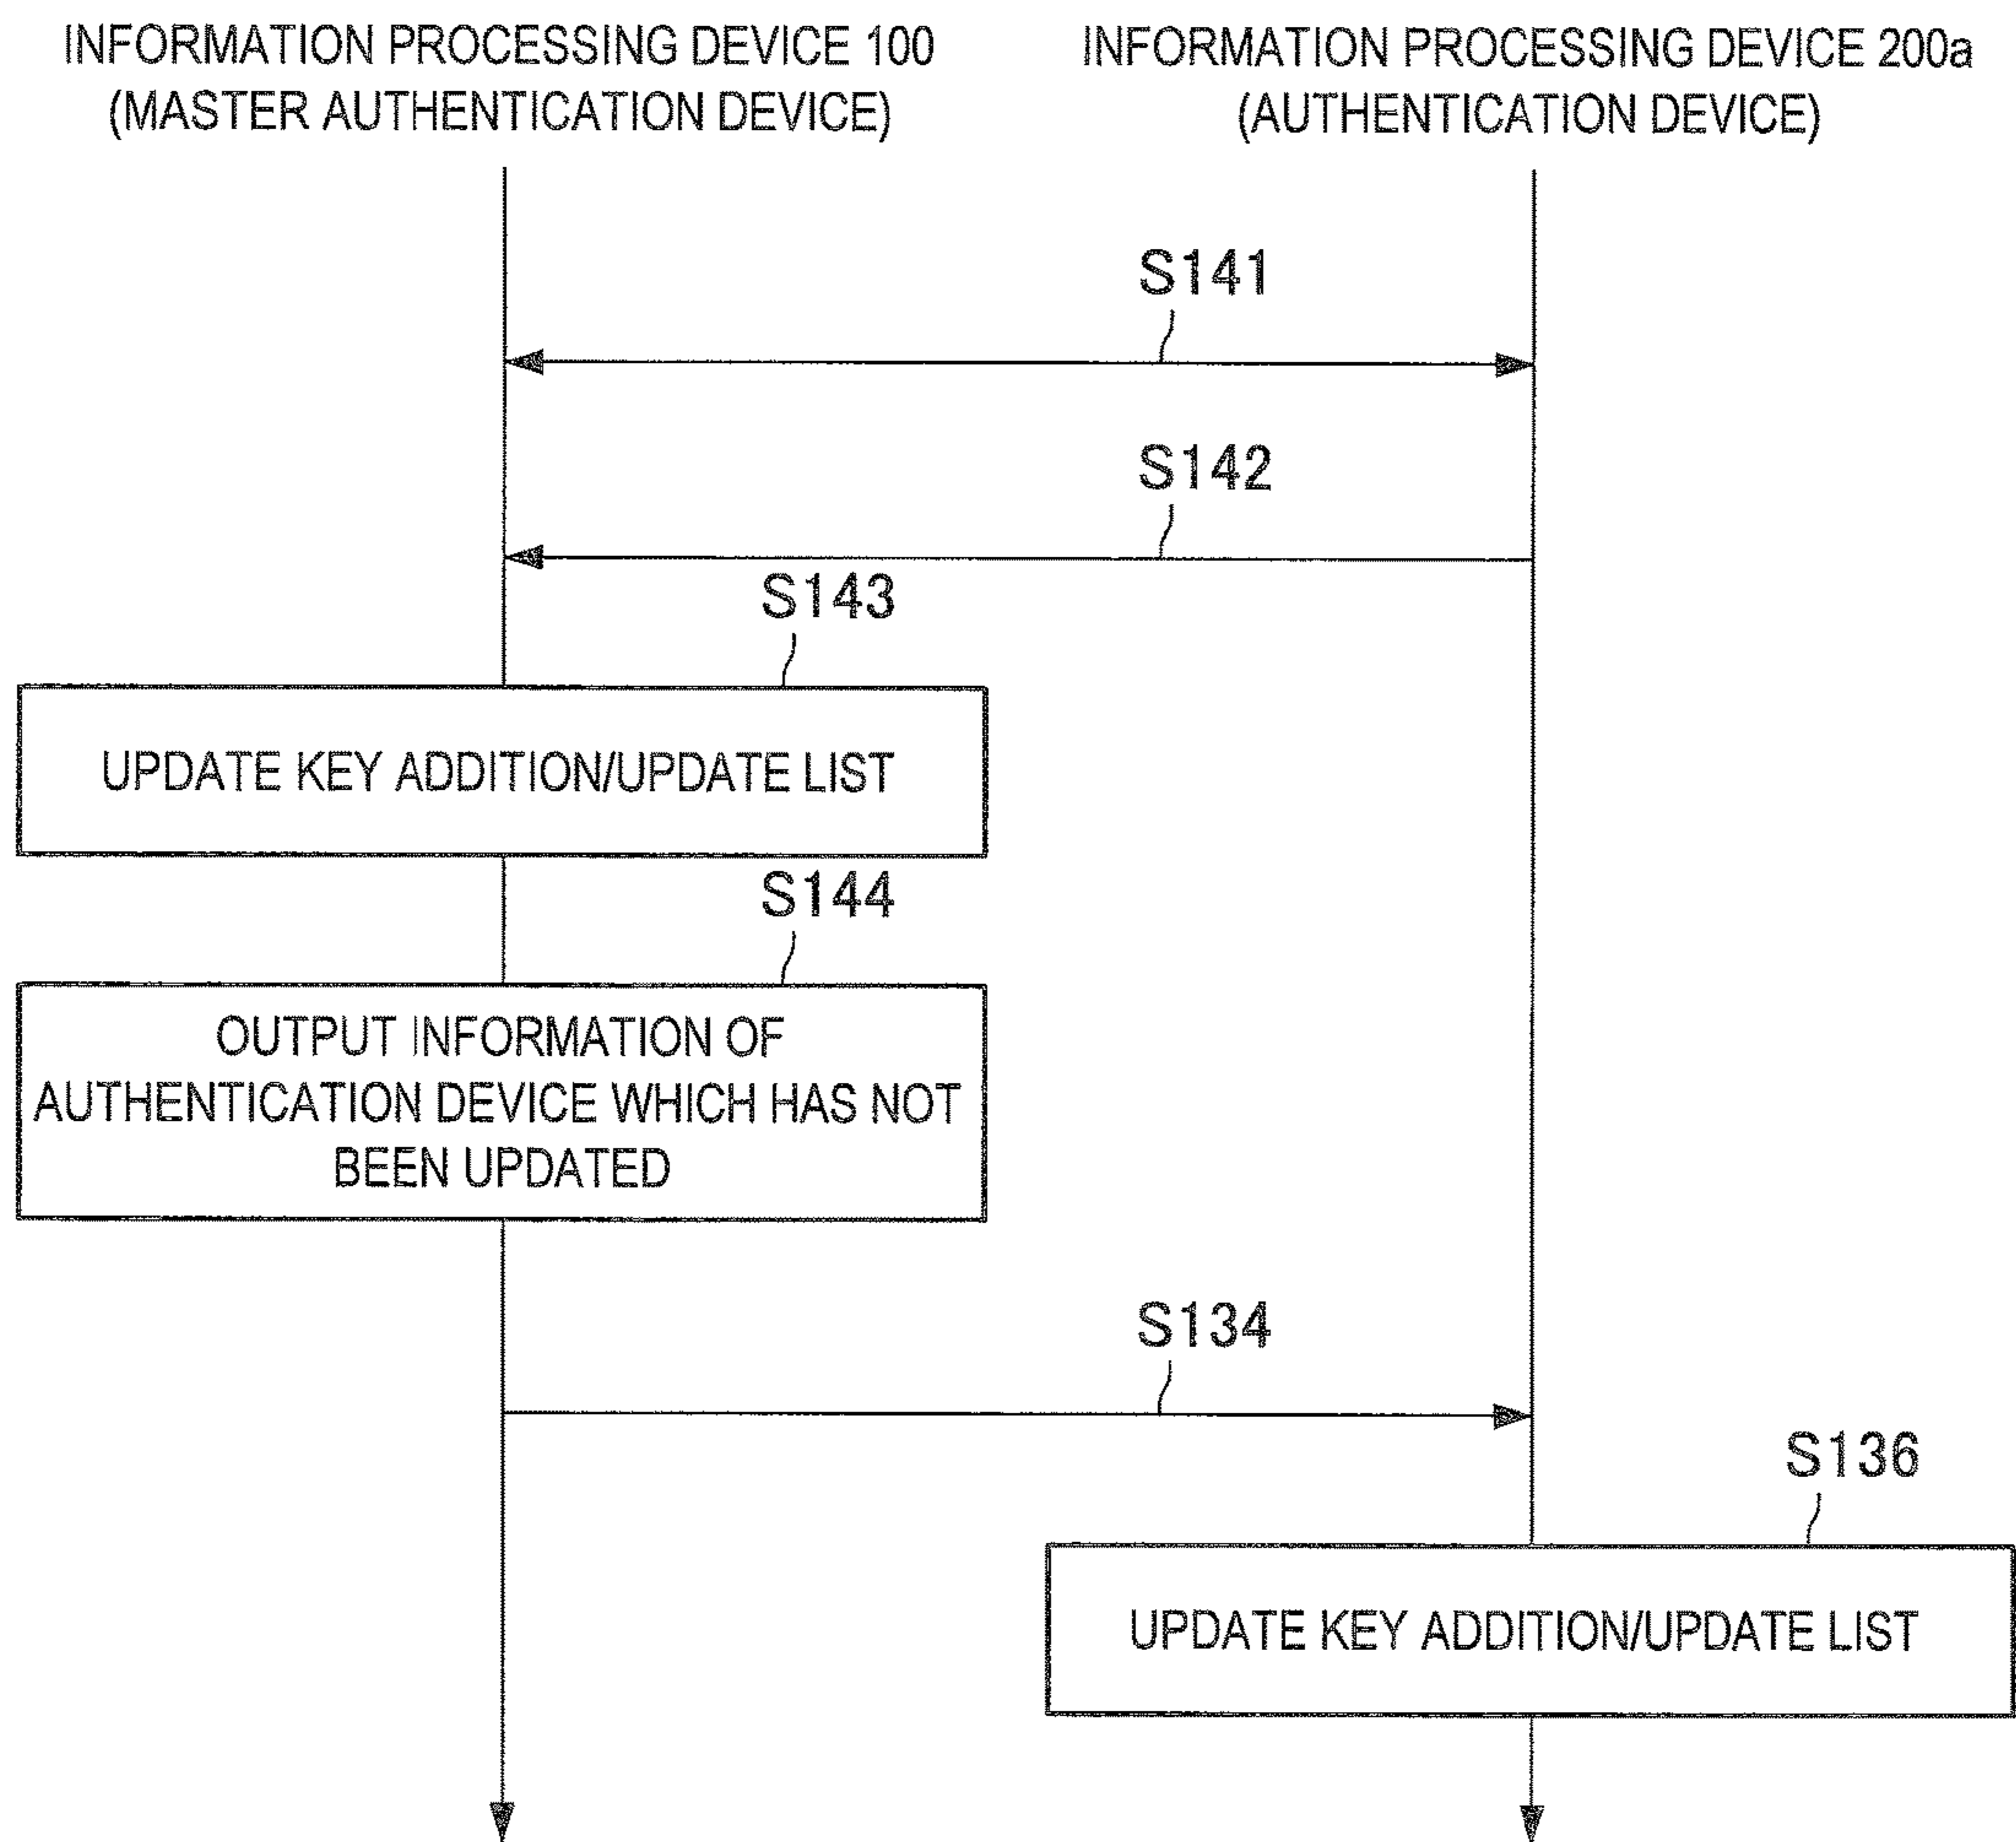 INFORMATION PROCESSING DEVICE 100
(MASTER AUTHENTICATION DEVICE)
INFORMATION PROCESSING DEVICE 200a
(AUTHENTICATION DEVICE)
S141
S142
S143
UPDATE KEY ADDITION/UPDATE LIST
S144
OUTPUT INFORMATION OF
AUTHENTICATION DEVICE WHICH HAS NOT
BEEN UPDATED
S134
S136
UPDATE KEY ADDITION/UPDATE LIST